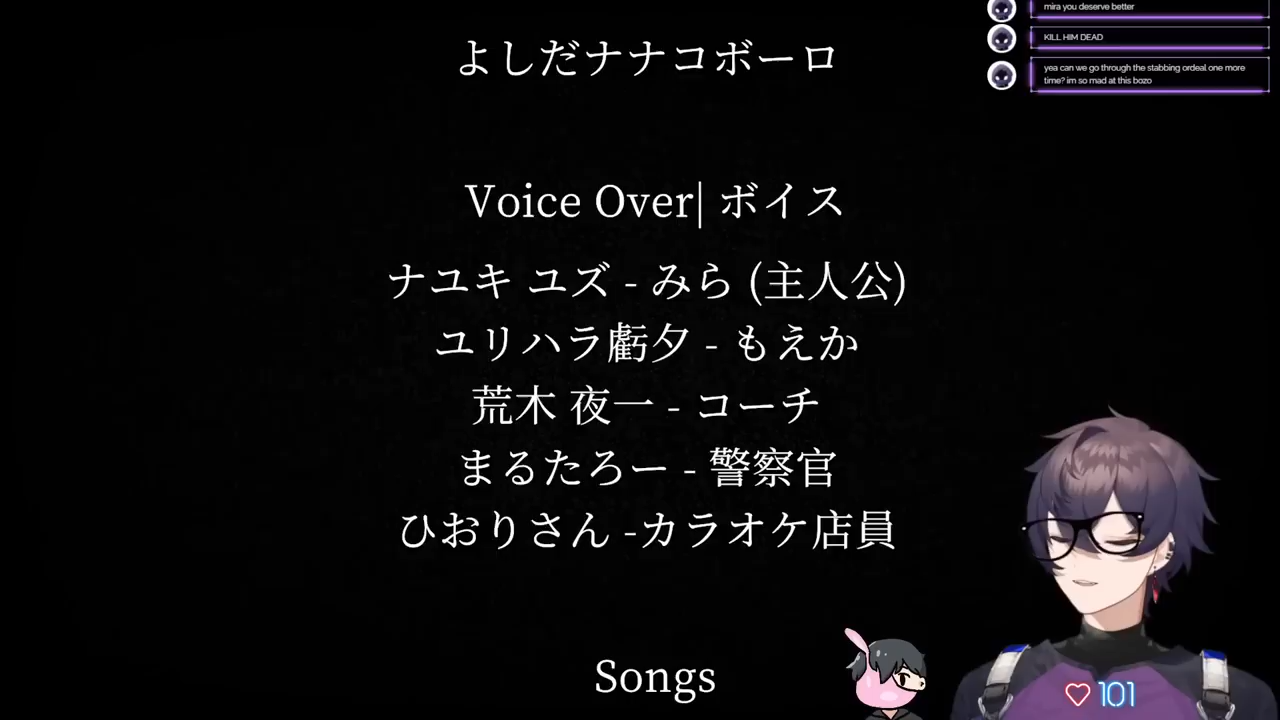 mira you deserve better
KILL HIM DEAD
yea can we go through the stabbing ordeal one more
time? im so mad at this bozo
よしだナナコボーロ
Voice Over| ボイス
ナユキ ユズ - みら (主人公)
ユリハラ虧夕 - もえか
荒木 夜一 - コーチ
まるたろー - 警察官
ひおりさん -カラオケ店員
Songs
101